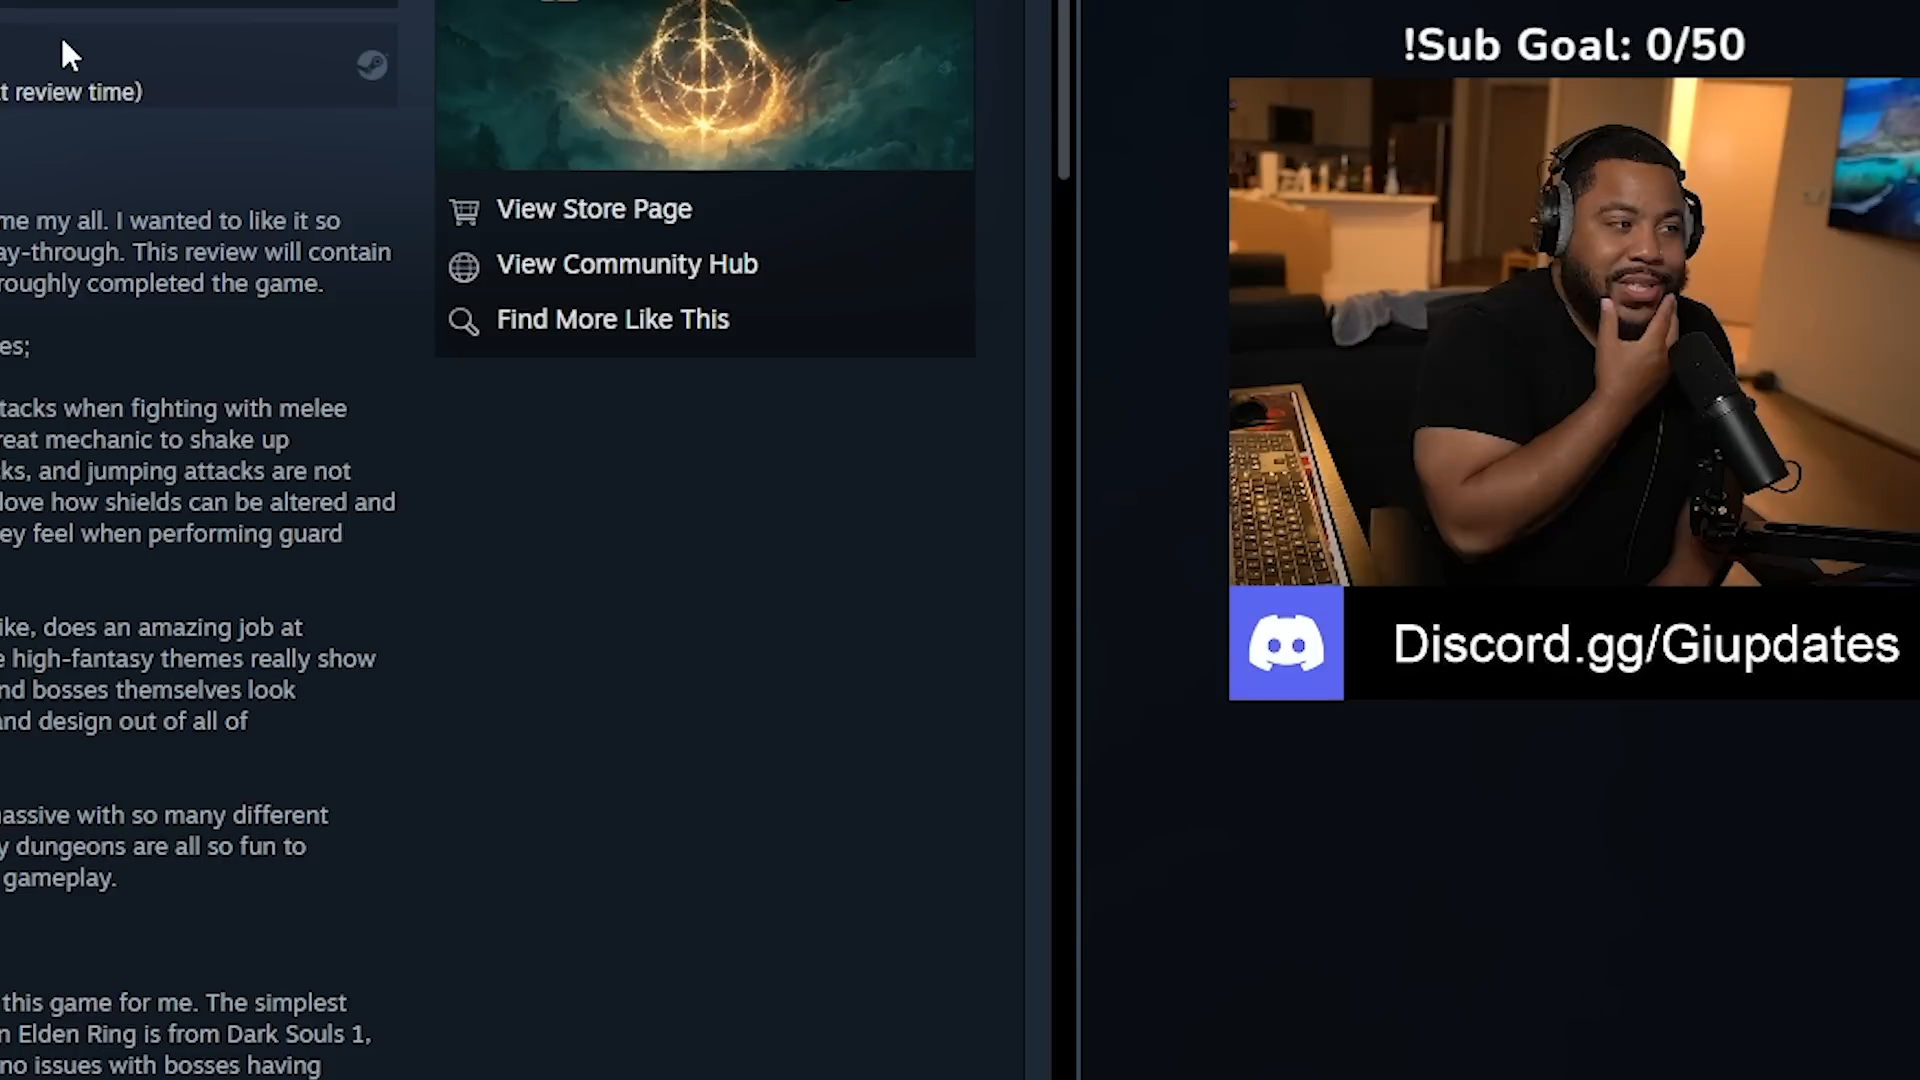 t review time)
me my all. I wanted to like it so
ay-through. This review will contain
roughly completed the game.
es;
tacks when fighting with melee
reat mechanic to shake up
ks, and jumping attacks are not
love how shields can be altered and
ey feel when performing guard
ike, does an amazing job at
e high-fantasy themes really show
nd bosses themselves look
and design out of all of
assive with so many different
y dungeons are all so fun to
gameplay.
this game for me. The simplest
n Elden Ring is from Dark Souls 1,
no issues with bosses having
View Store Page
View Community Hub
Find More Like This
!Sub Goal: 0/50
Discord.gg/Giupdates